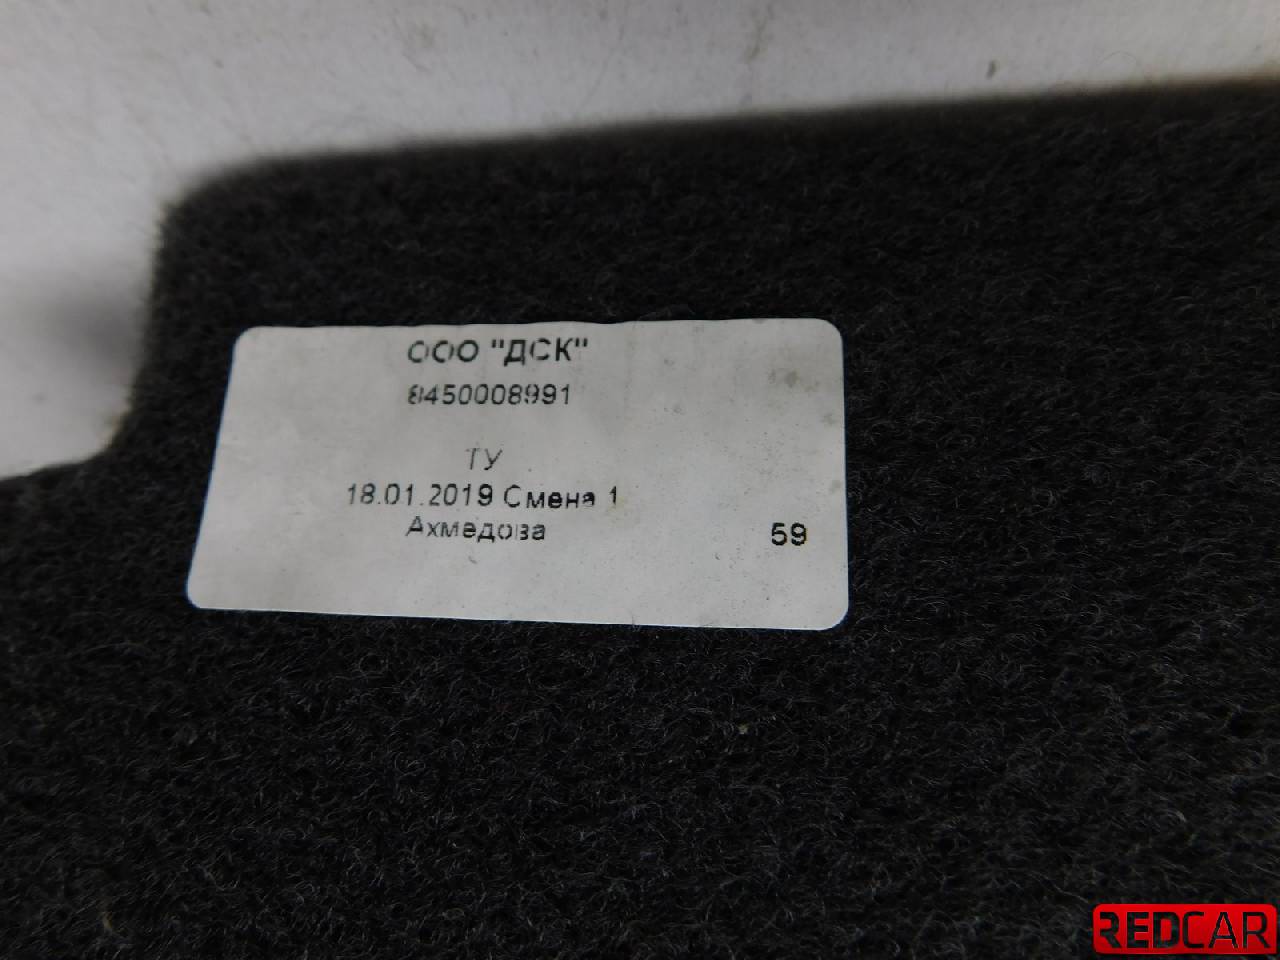 ООО "ДСК"
8450008991
ТУ
18.01.2019 Смена 1
Ахмедова
59
REDCAR